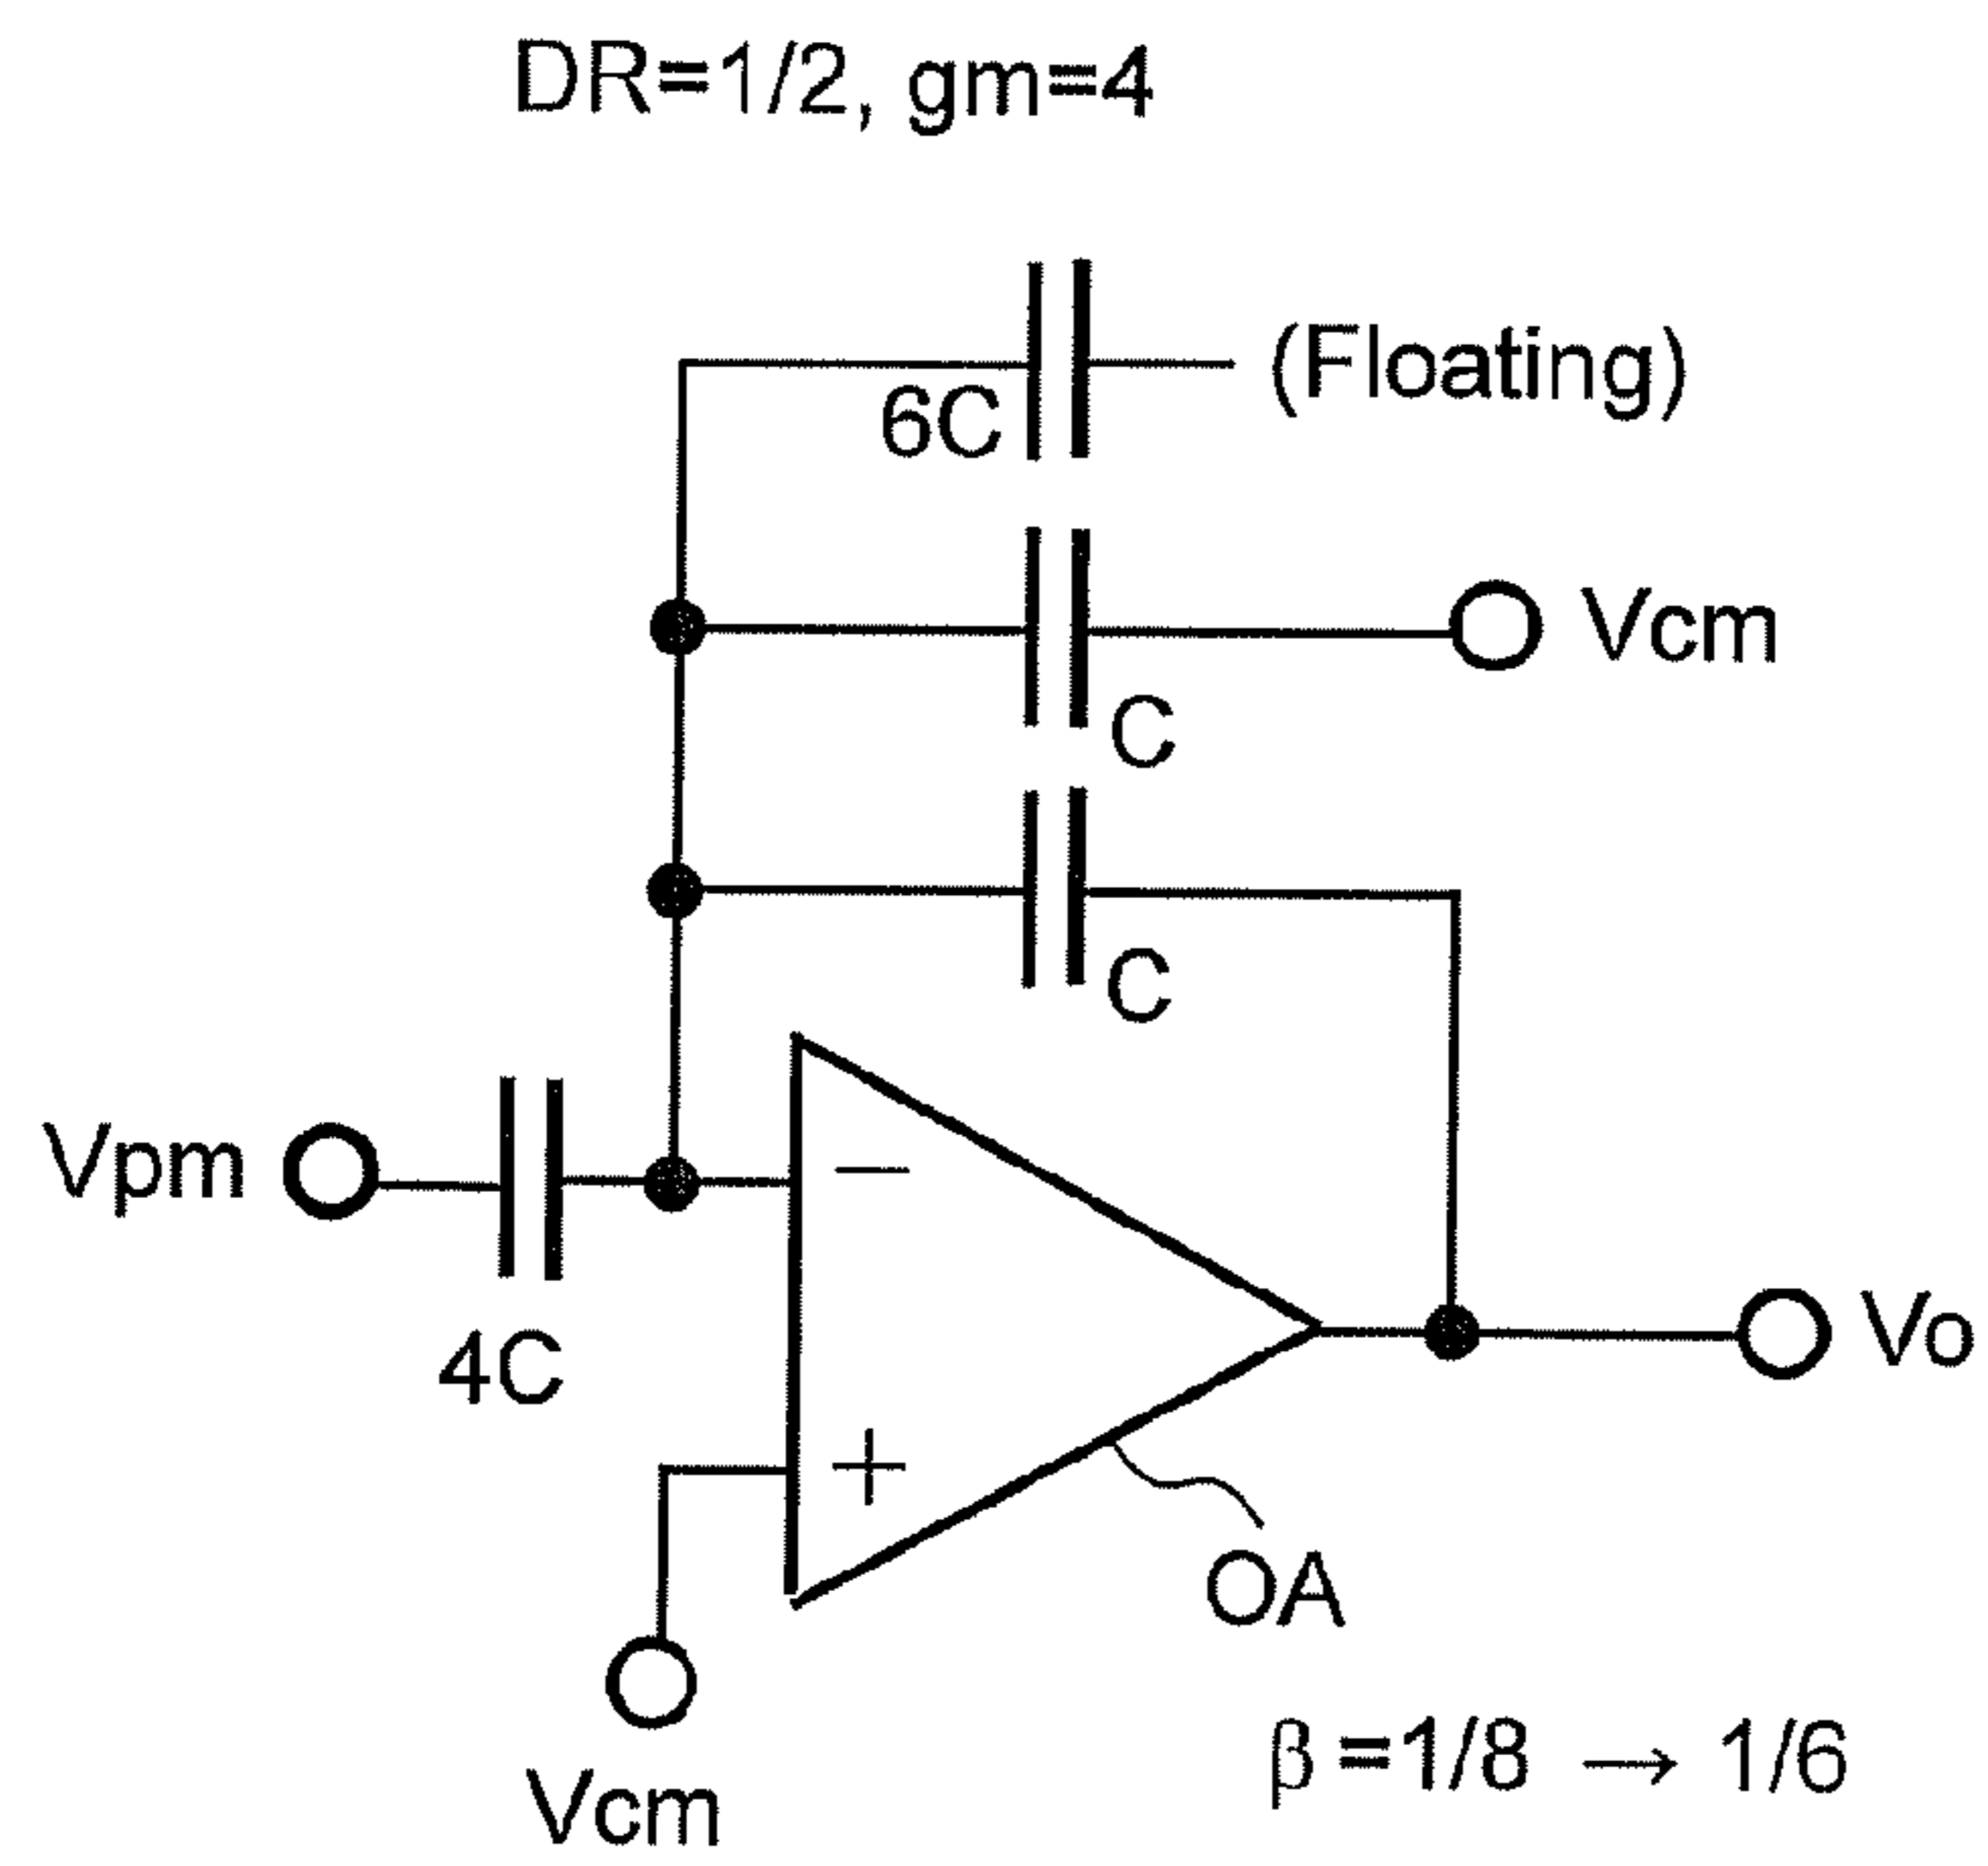 DR=1/2, gm=4
(Floating)
6C
Vcm
C
C
Vpm
−
4C
Vo
+
OA
β=1/8 → 1/6
Vcm